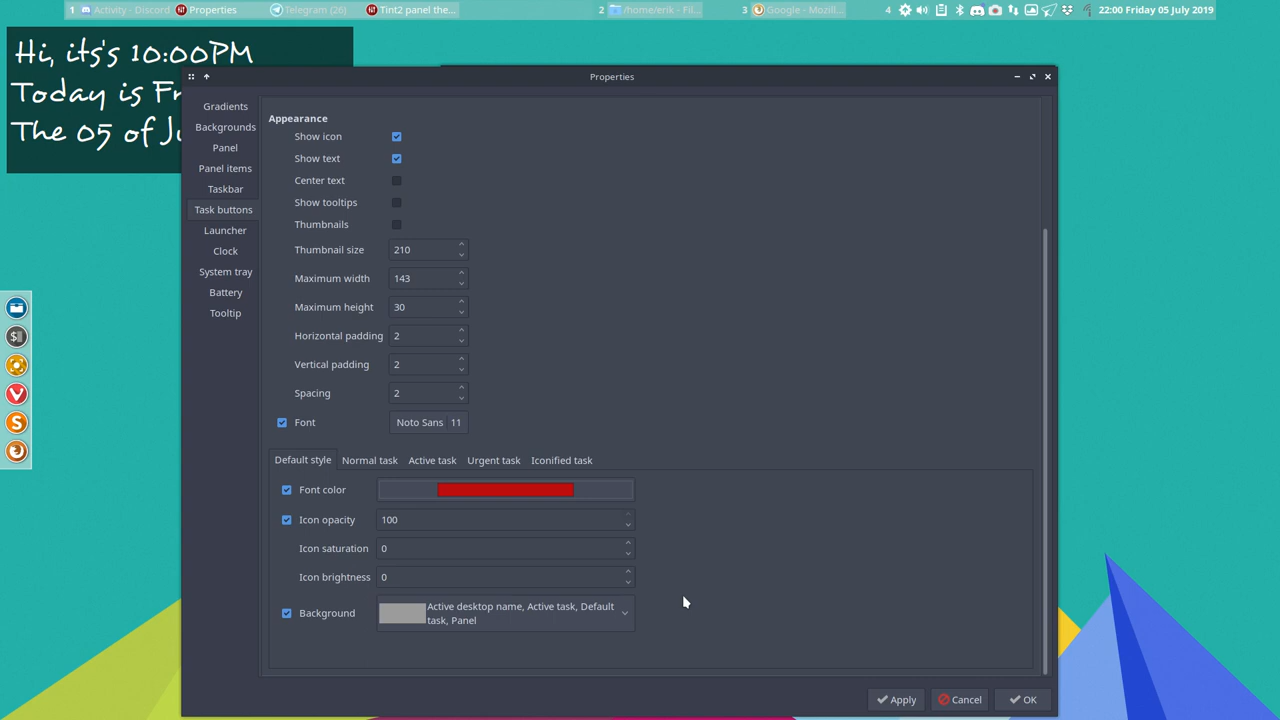 1 Activity - Discord Properties Telegram (26) Tint2 panel the... 2 /home/erik - Fil... 3 Google - Mozill... 4 22:00 Friday 05 July 2019
Hi, its's 10:00PM
Today is Fr
The 05 of Ju
Properties
Gradients
Backgrounds
Panel
Panel items
Taskbar
Task buttons
Launcher
Clock
System tray
Battery
Tooltip
Appearance
Show icon
Show text
Center text
Show tooltips
Thumbnails
Thumbnail size 210
Maximum width 143
Maximum height 30
Horizontal padding 2
Vertical padding 2
Spacing 2
Font Noto Sans 11
Default style Normal task Active task Urgent task Iconified task
Font color
Icon opacity 100
Icon saturation 0
Icon brightness 0
Background Active desktop name, Active task, Default
task, Panel
Apply Cancel OK